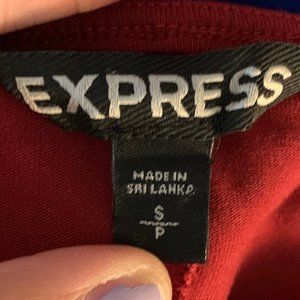 EXPRESS
MADE IN
SRI LANKA
S
P